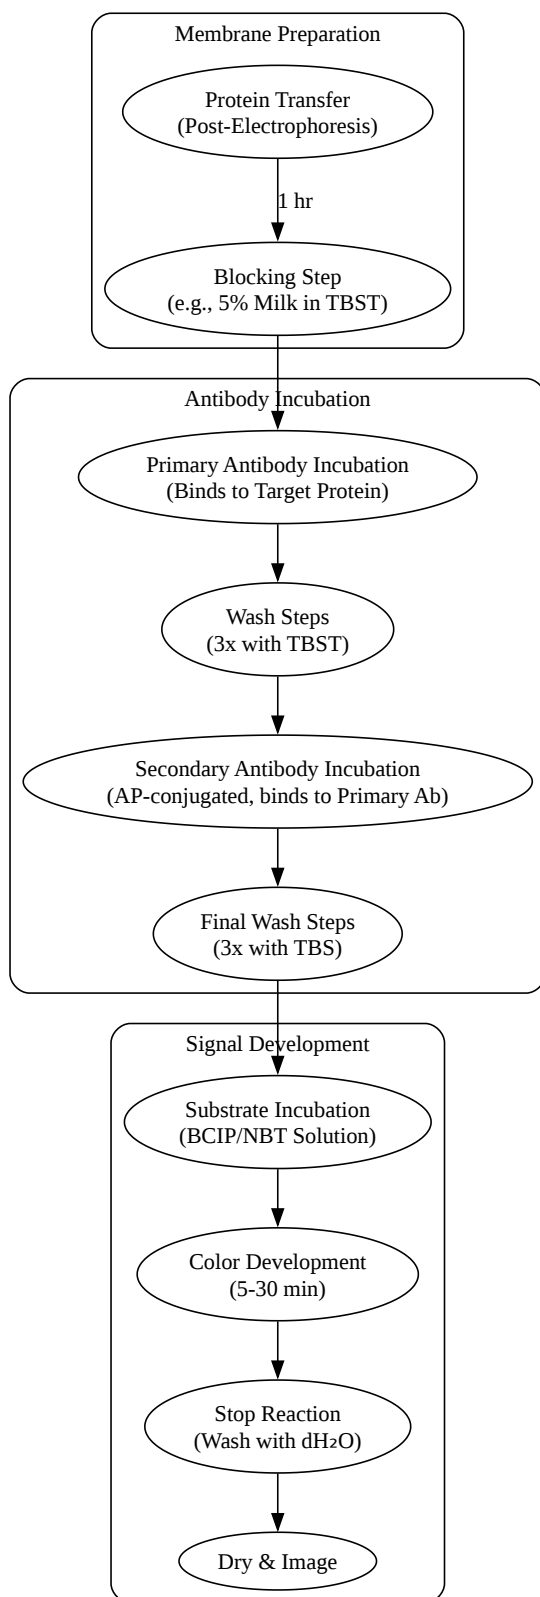 Membrane Preparation
Protein Transfer
(Post-Electrophoresis)
1 hr
Blocking Step
(e.g., 5% Milk in TBST)
Antibody Incubation
Primary Antibody Incubation
(Binds to Target Protein)
Wash Steps
(3x with TBST)
Secondary Antibody Incubation
(AP-conjugated, binds to Primary Ab)
Final Wash Steps
(3x with TBS)
Signal Development
Substrate Incubation
(BCIP/NBT Solution)
Color Development
(5-30 min)
Stop Reaction
(Wash with dH₂O)
Dry & Image